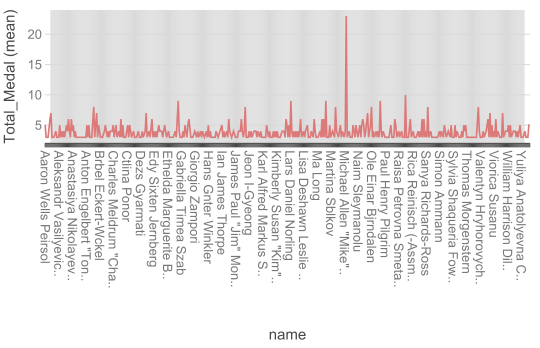 Total_Medal (mean)
20
15
10
5
Aaron Wells Peirsol
Aleksandr Vasilyevic..
Anastasiya Nikolayev..
Anton Engelbert "Ton..
Brbel Eckert-Wckel
Charles Meldrum "Cha..
Ctlina Ponor
Dezs Gyarmati
Edy Sixten Jernberg
Ethelda Marguerite B..
Gabriella Tímea Szab
Giorgio Zampori
Hans Gnter Winkler
Ian James Thorpe
James Paul "Jim" Mon..
Jeon I-Gyeong
Karl Alfred Markus S..
Kimberly Susan "Kim"..
Lars Daniel Norling
Lisa Deshawn Leslie ..
Ma Long
Martina Sblkov
Michael Allen "Mike" ..
Naim Sleymanolu
Ole Einar Bjrndalen
Paul Henry Pilgrim
Raisa Petrovna Smeta..
Rica Reinisch (-Assm..
Sanya Richards-Ross
Simon Ammann
Sylvia Shaqueria Fow..
Thomas Morgenstern
Valentyn Hryhorovych..
Viorica Susanu
William Harrison Dil..
Yuliya Anatolyevna C..
name